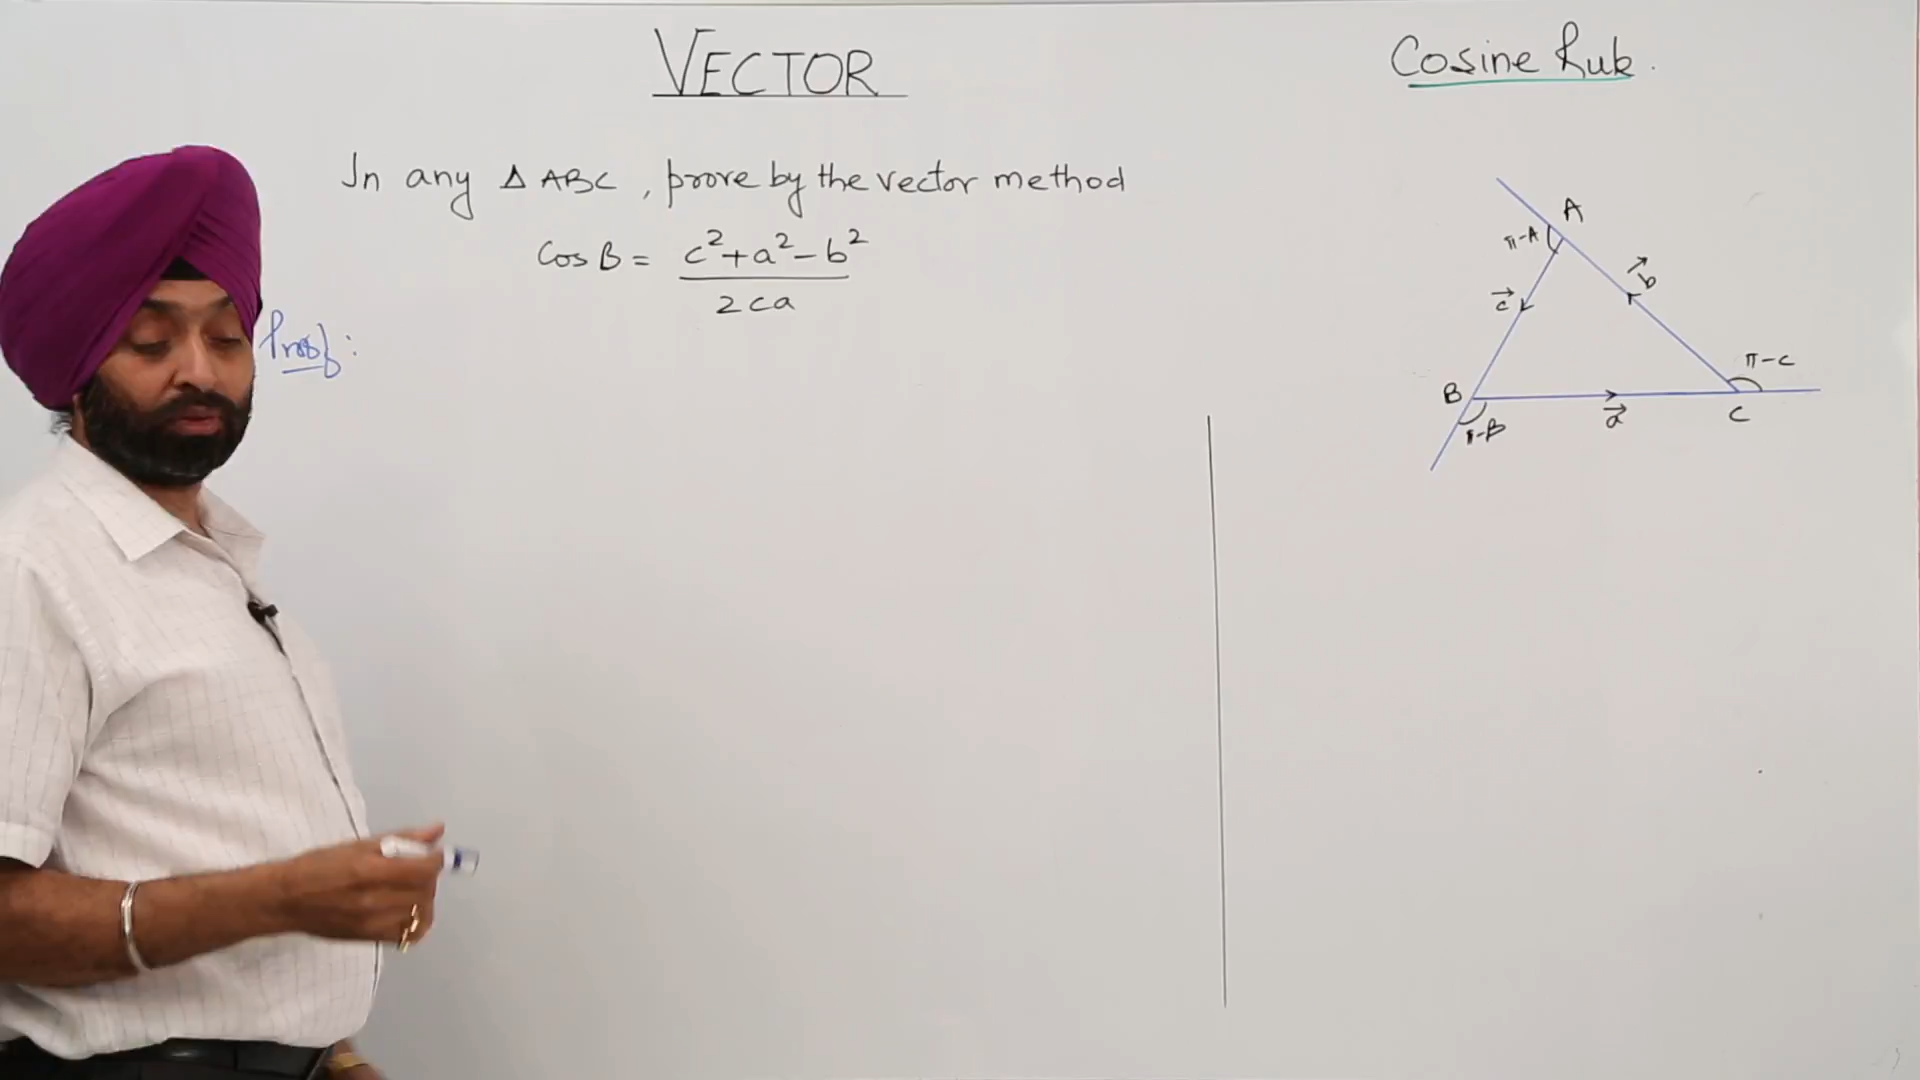 VECTOR
Cosine Rule.
In any Δ ABC, prove by the vector method
Cos B = c²+a²-b² / 2ca
Proof:
A
π-A
b⃗
c⃗
π-C
B
π-B
a⃗
C